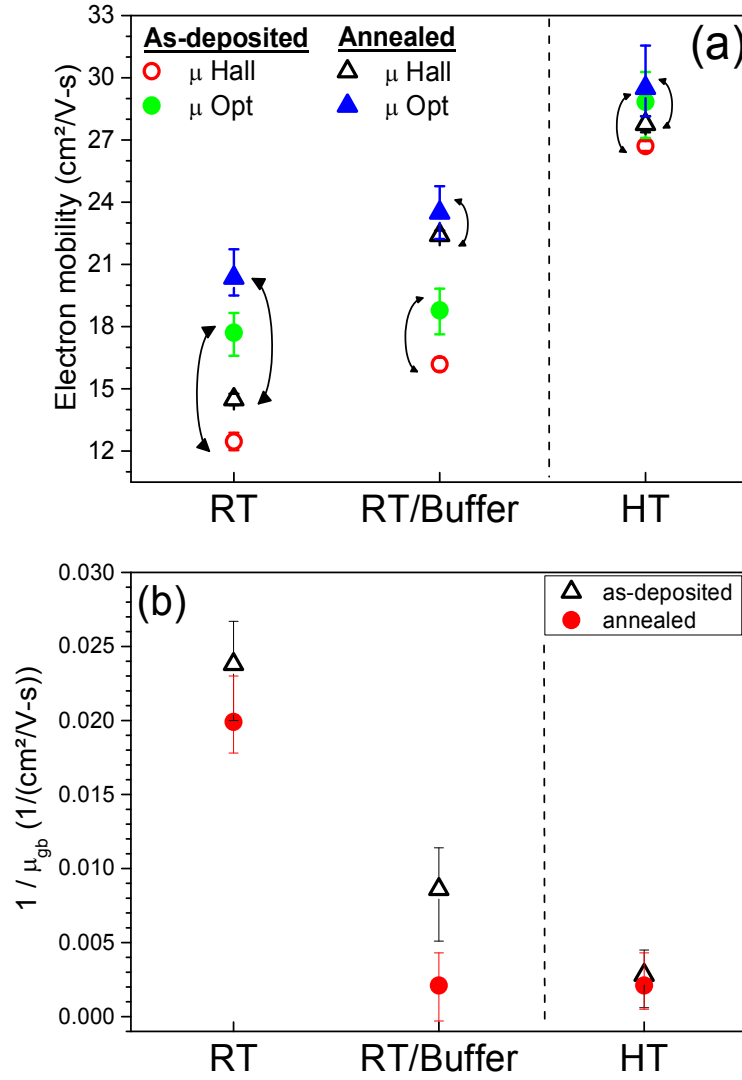 33
30
27
24
21
18
15
12
Electron mobility (cm²/V-s)
(a)
As-deposited Annealed
μ Hall μ Hall
μ Opt μ Opt
RT RT/Buffer HT
0.030
0.025
0.020
0.015
0.010
0.005
0.000
1 / μgb (1/(cm²/V-s))
(b)
as-deposited
annealed
RT RT/Buffer HT